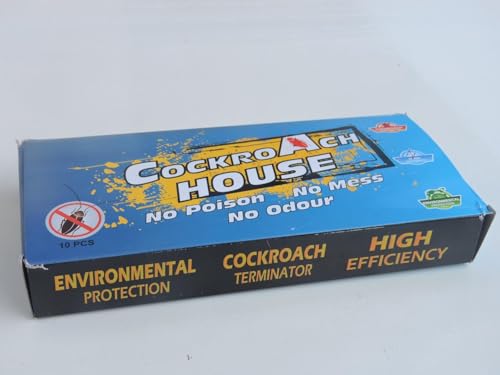 COCKROACH
HOUSE
No Poison No Mess
No Odour
10 PCS
ENVIRONMENTAL
PROTECTION
COCKROACH
TERMINATOR
HIGH
EFFICIENCY